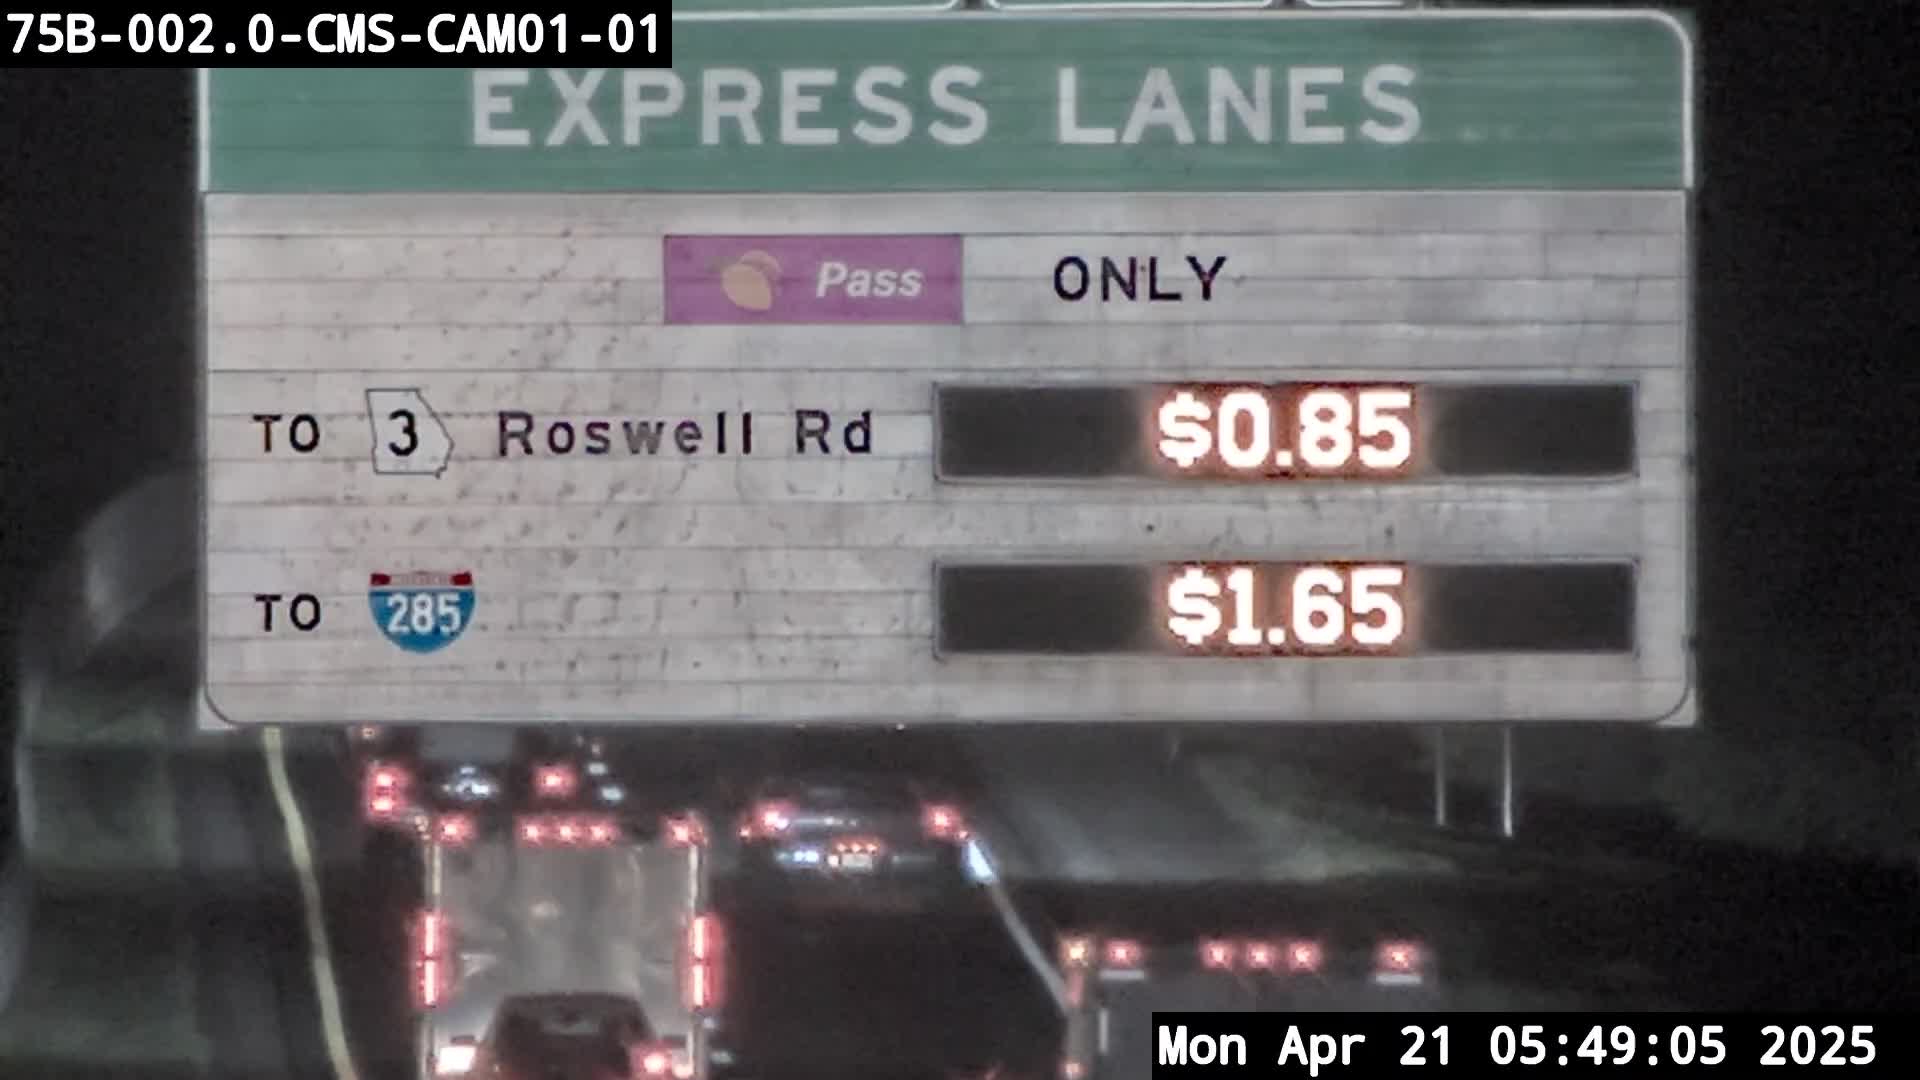 75B-002.0-CMS-CAM01-01
EXPRESS LANES
Pass ONLY
TO 3 Roswell Rd $0.85
TO 285 $1.65
Mon Apr 21 05:49:05 2025